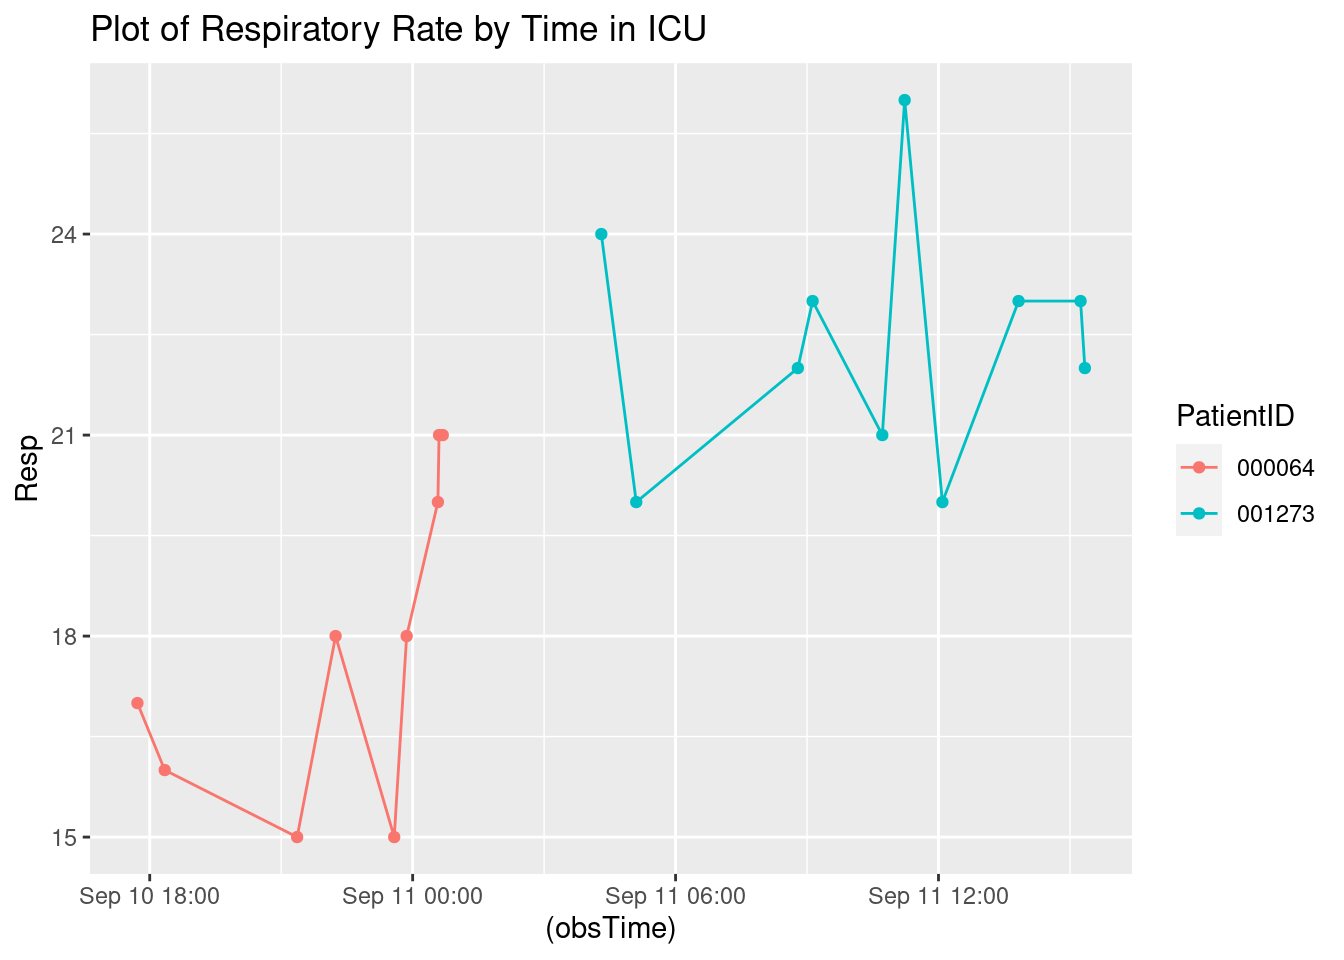 Plot of Respiratory Rate by Time in ICU
24
21
18
15
Resp
Sep 10 18:00 Sep 11 00:00 Sep 11 06:00 Sep 11 12:00
(obsTime)
PatientID
000064
001273